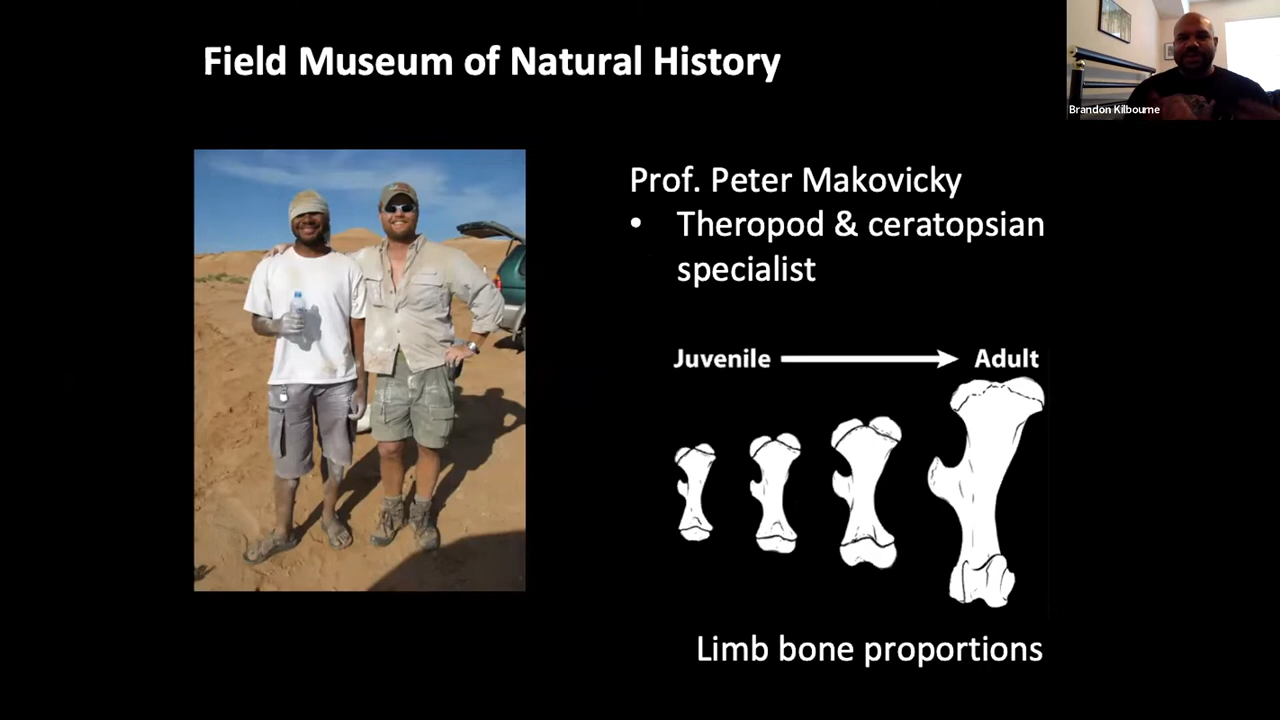 Field Museum of Natural History
Brandon Kilbourne
Prof. Peter Makovicky
• Theropod & ceratopsian
specialist
Juvenile Adult
Limb bone proportions